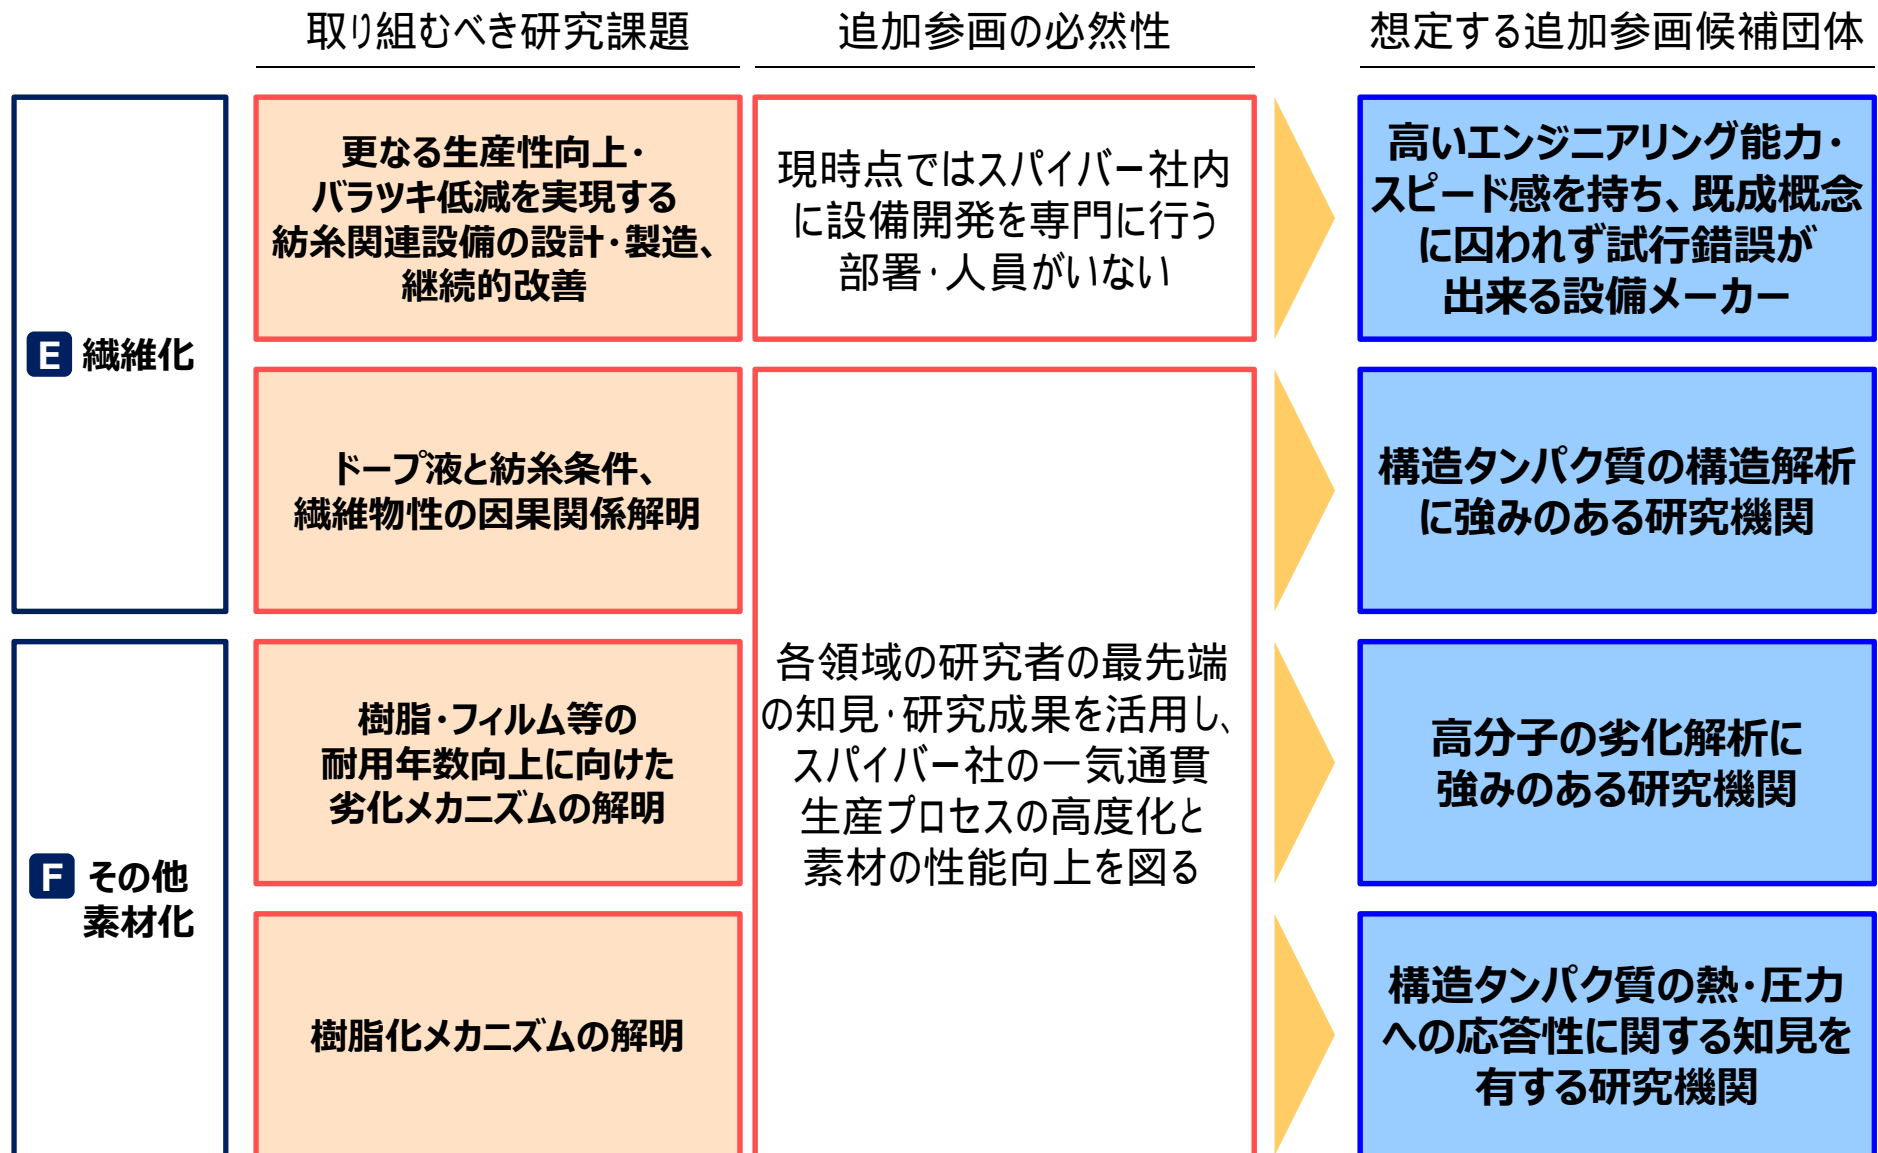 取り組むべき研究課題
追加参画の必然性
想定する追加参画候補団体
E 繊維化
更なる生産性向上・
バラツキ低減を実現する
紡糸関連設備の設計・製造、
継続的改善
現時点ではスパイバー社内
に設備開発を専門に行う
部署・人員がいない
高いエンジニアリング能力・
スピード感を持ち、既成概念
に囚われず試行錯誤が
出来る設備メーカー
ドープ液と紡糸条件、
繊維物性の因果関係解明
各領域の研究者の最先端
の知見・研究成果を活用し、
スパイバー社の一気通貫
生産プロセスの高度化と
素材の性能向上を図る
構造タンパク質の構造解析
に強みのある研究機関
F その他
素材化
樹脂・フィルム等の
耐用年数向上に向けた
劣化メカニズムの解明
高分子の劣化解析に
強みのある研究機関
樹脂化メカニズムの解明
構造タンパク質の熱・圧力
への応答性に関する知見を
有する研究機関